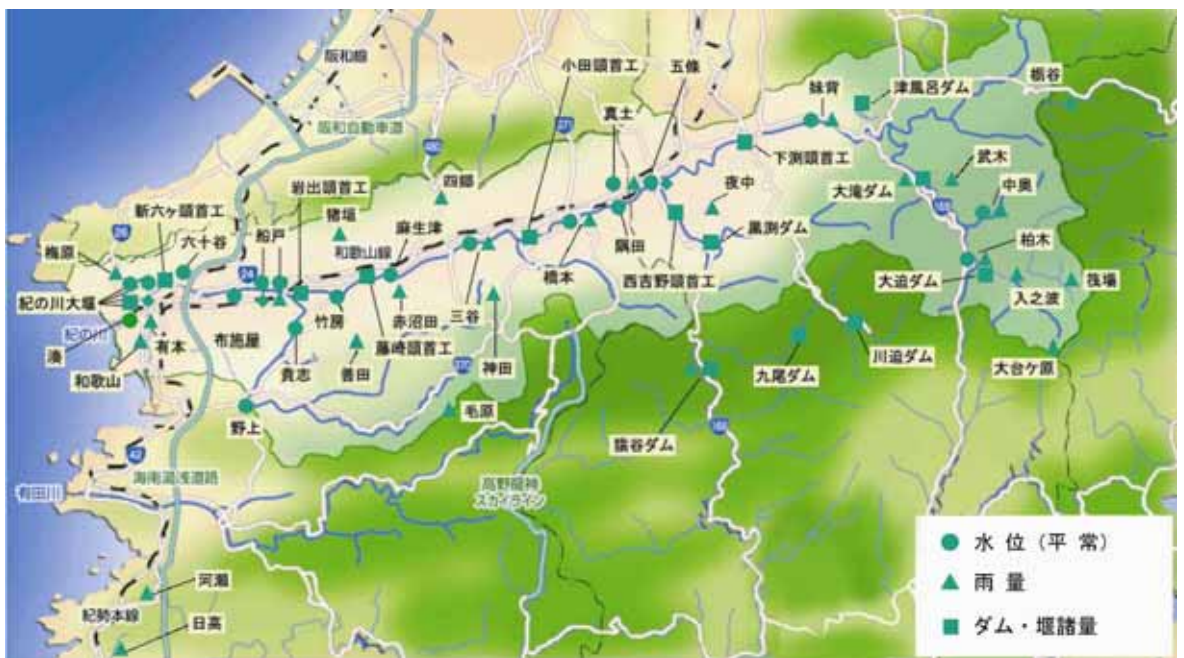 阪和線
小田頭首工
五條
妹背
津風呂ダム
栃谷
真土
阪和自動車道
371
480
下渕頭首工
四郷
岩出頭首工
夜中
武木
大滝ダム
中奥
新六ヶ頭首工
猪垣
26
六十谷
船戸
麻生津
169
梅原
和歌山線
隅田
黒渕ダム
柏木
24
橋本
西吉野頭首工
大迫ダム
紀の川大堰
入之波
筏場
竹房
赤沼田
三谷
紀の川
布施屋
湊
有本
藤崎頭首工
川迫ダム
和歌山
貴志
善田
370
神田
九尾ダム
大台ケ原
毛原
野上
猿谷ダム
168
42
海南湯浅道路
高野龍神
スカイライン
有田川
水位（平常）
河瀬
雨量
紀勢本線
日高
ダム・堰諸量